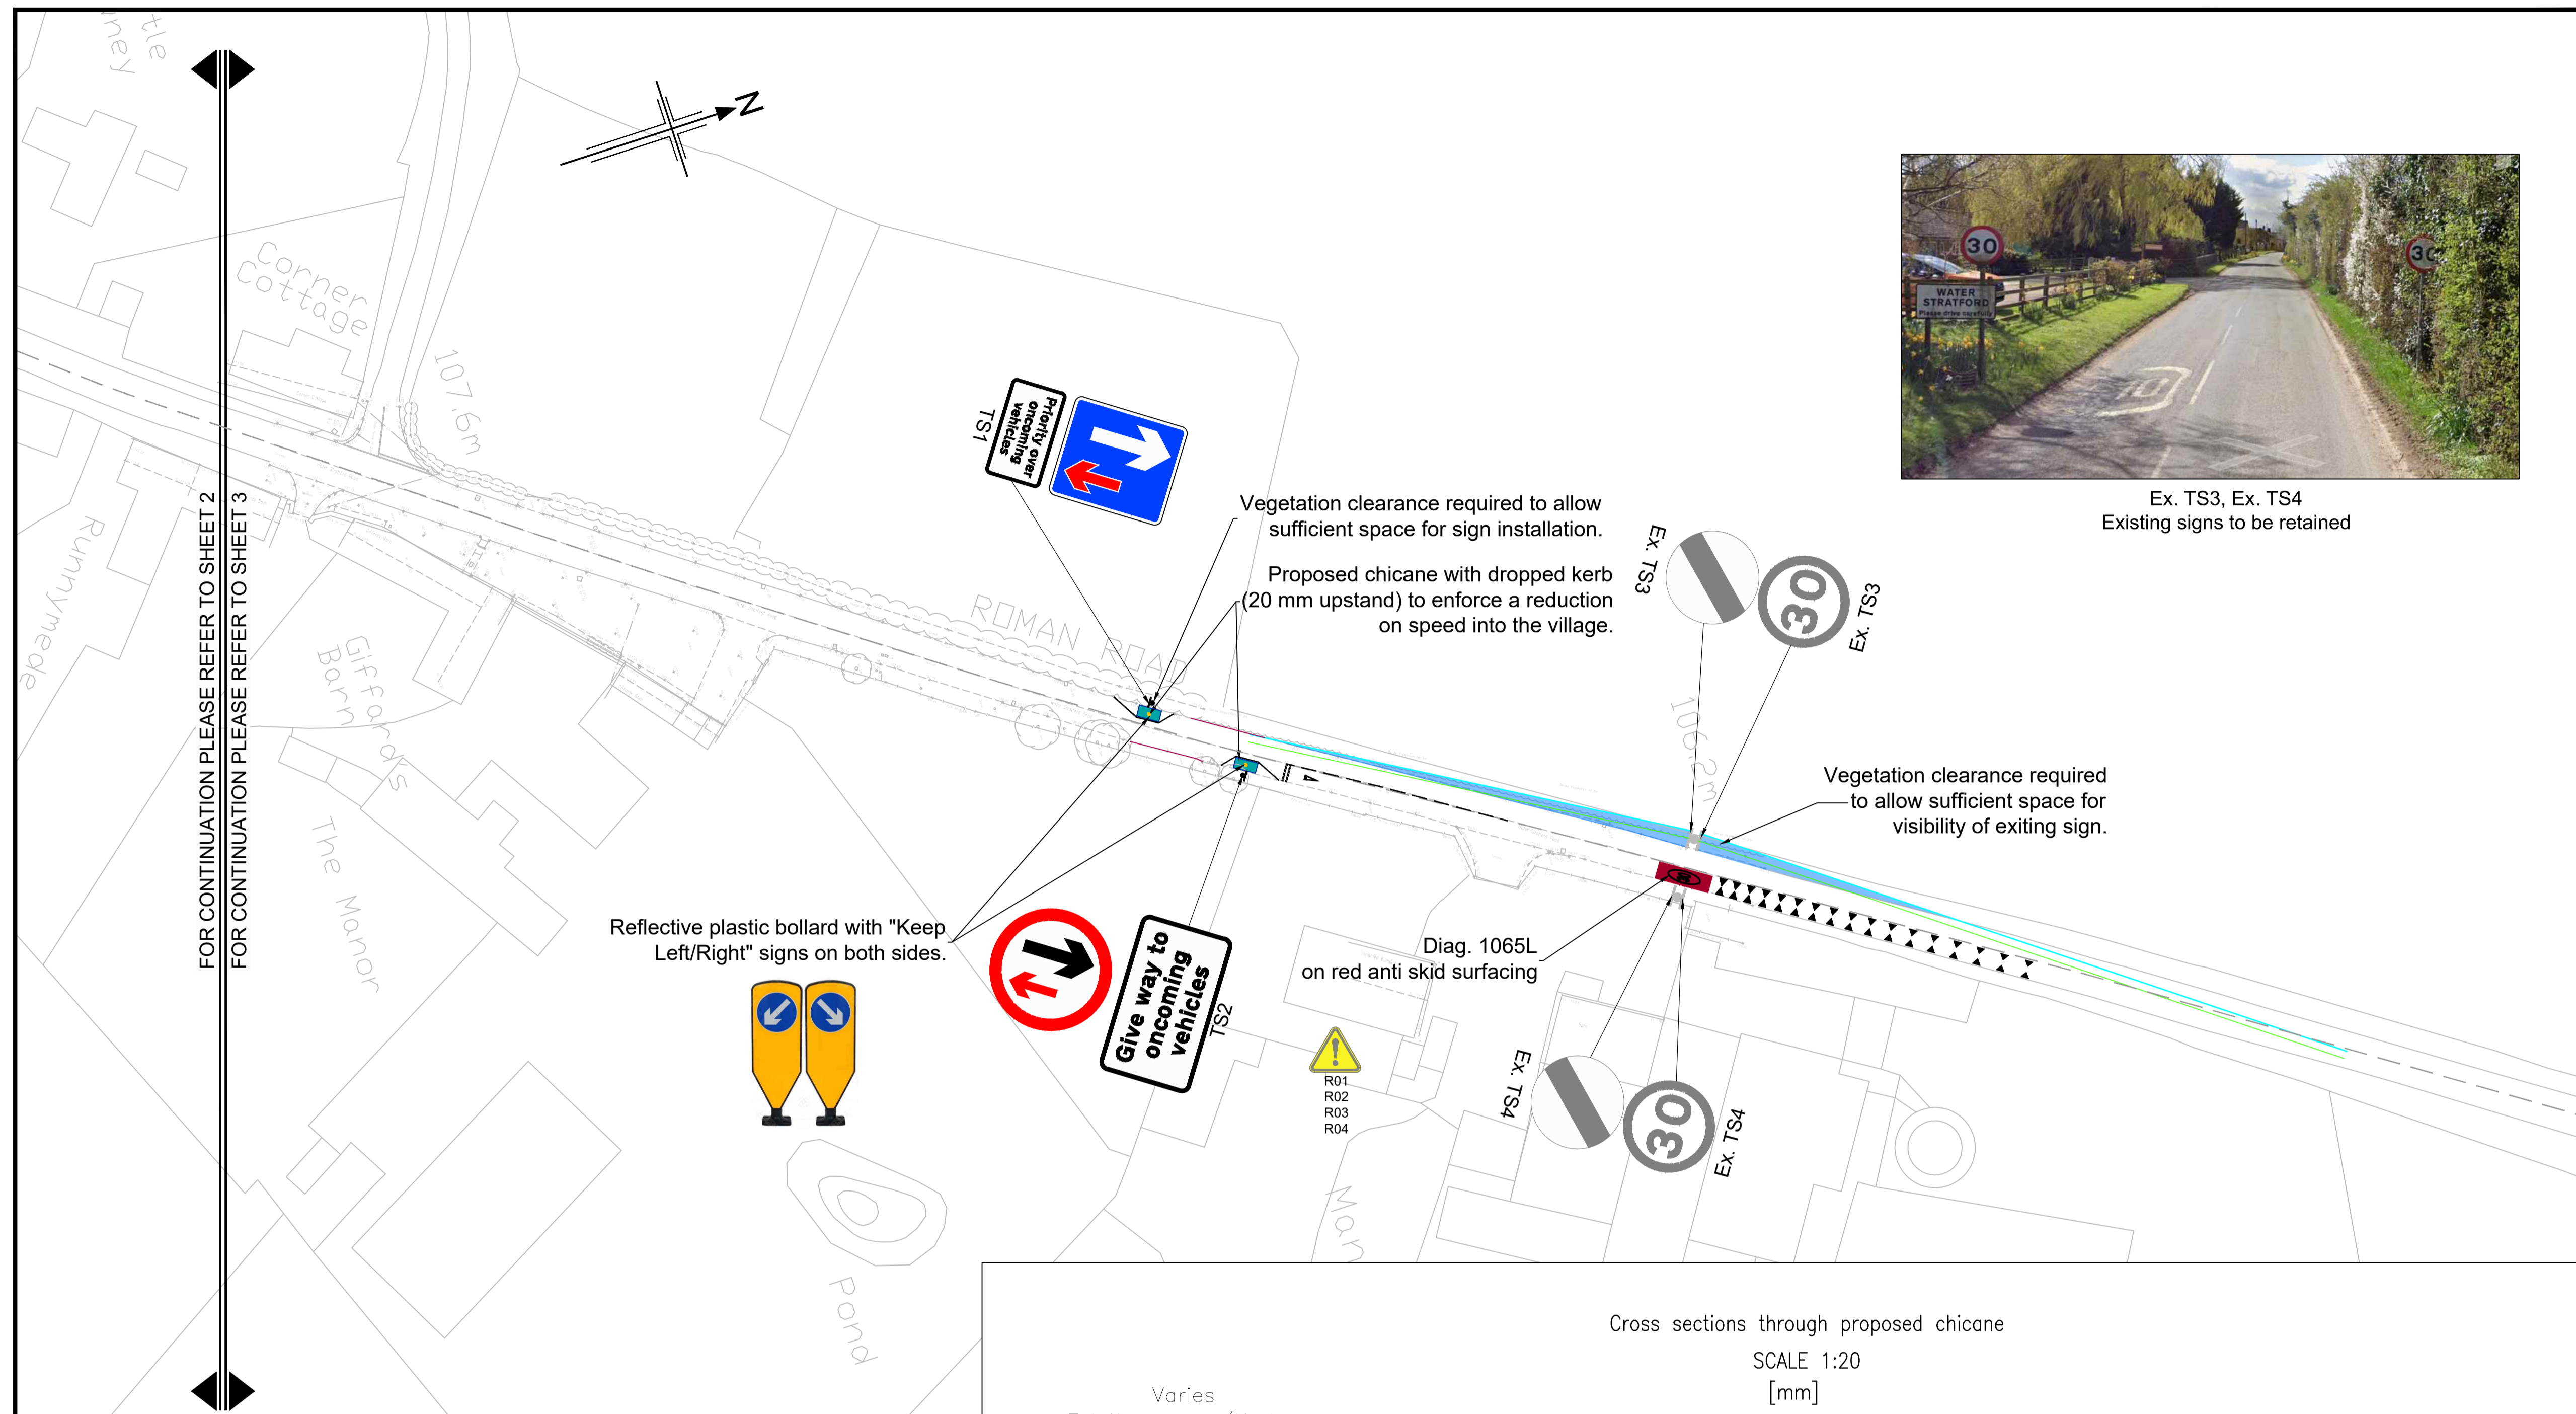 FOR CONTINUATION PLEASE REFER TO SHEET 2
FOR CONTINUATION PLEASE REFER TO SHEET 3
N
Corner
Cottage
107.6m
Runnymede
Giffords
Barn
The Manor
Pond
ROMAN ROAD
106.2m
TS1
Priority over
oncoming
vehicles
Vegetation clearance required to allow
sufficient space for sign installation.
Proposed chicane with dropped kerb
(20 mm upstand) to enforce a reduction
on speed into the village.
30
WATER
STRATFORD
Please drive carefully
30
Ex. TS3, Ex. TS4
Existing signs to be retained
Ex. TS3
30
Ex. TS3
Vegetation clearance required
to allow sufficient space for
visibility of exiting sign.
Reflective plastic bollard with "Keep
Left/Right" signs on both sides.
Give way to
oncoming
vehicles
TS2
Diag. 1065L
on red anti skid surfacing
R01
R02
R03
R04
Ex. TS4
30
Ex. TS4
Man
Cross sections through proposed chicane
SCALE 1:20
[mm]
Varies